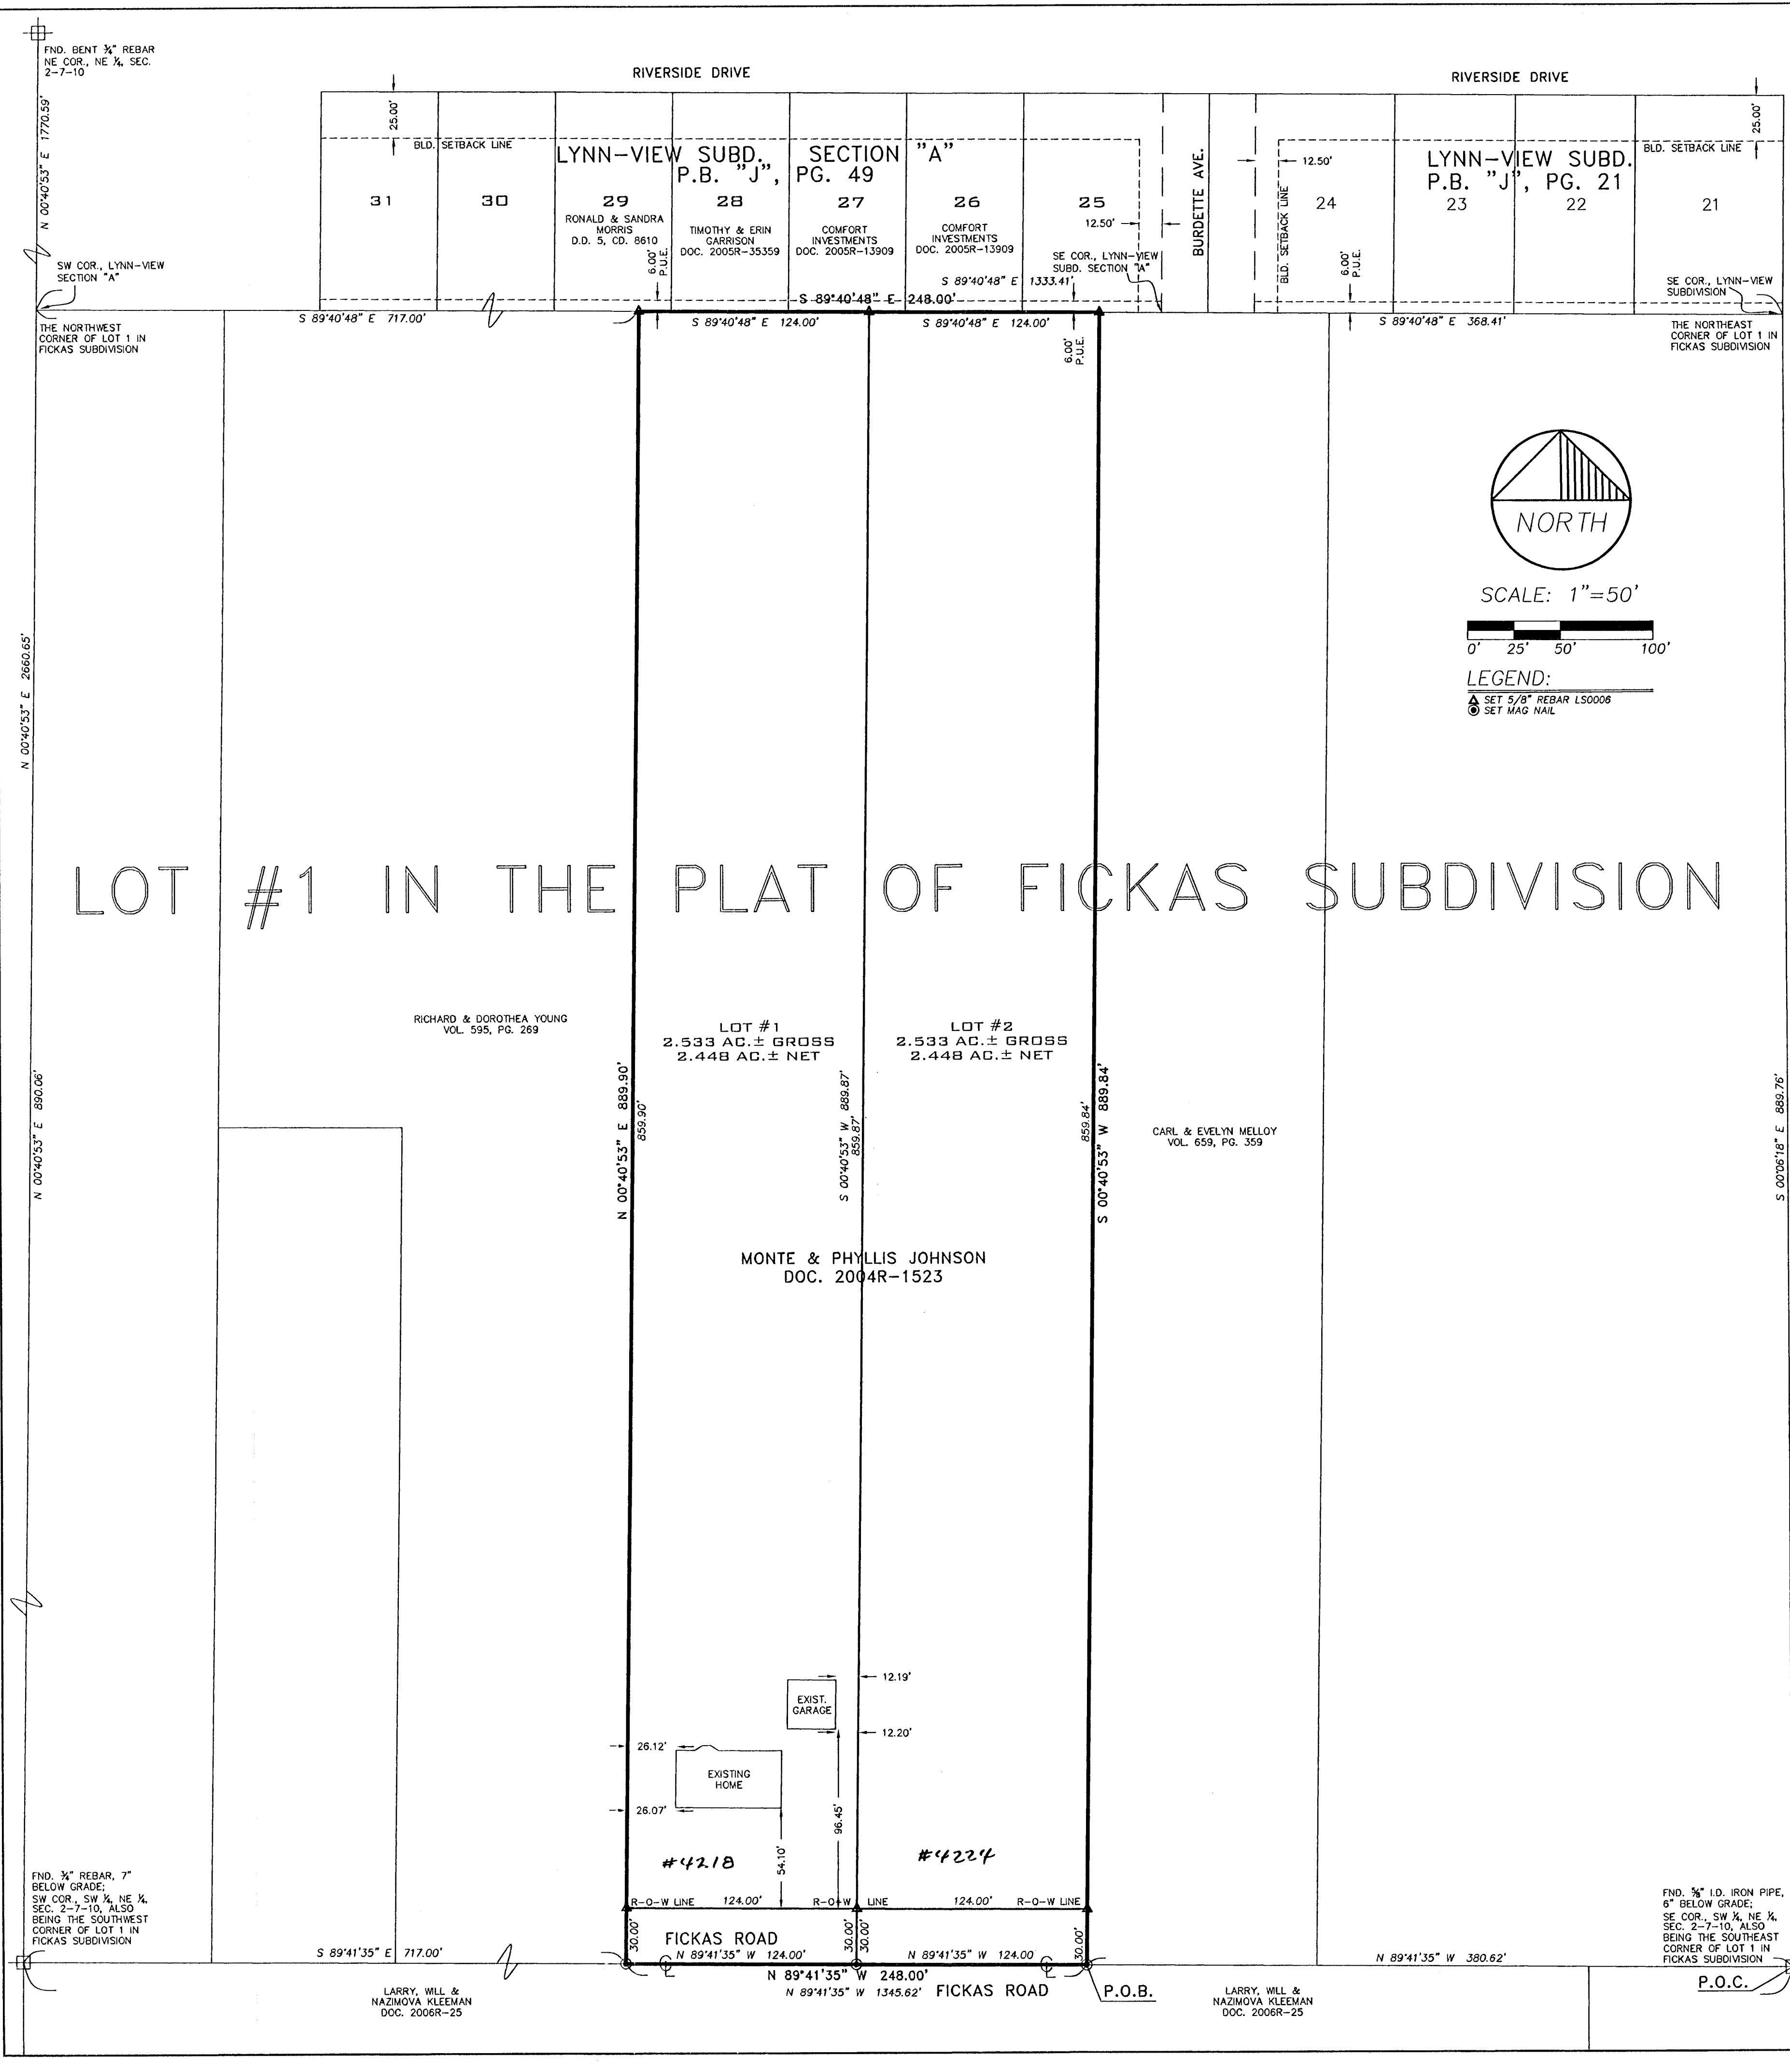 FND. BENT ¾" REBAR
NE COR., NE ¼, SEC.
2-7-10
RIVERSIDE DRIVE
RIVERSIDE DRIVE
N 00°40'53" E 1770.59'
25.00'
25.00'
BLD. SETBACK LINE
LYNN-VIEW SUBD. SECTION "A"
P.B. "J", PG. 49
BLD. SETBACK LINE
LYNN-VIEW SUBD.
P.B. "J", PG. 21
12.50'
BURDETTE AVE.
BLD. SETBACK LINE
31
30
29
RONALD & SANDRA
MORRIS
D.D. 5, CD. 8610
28
TIMOTHY & ERIN
GARRISON
DOC. 2005R-35359
27
COMFORT
INVESTMENTS
DOC. 2005R-13909
26
COMFORT
INVESTMENTS
DOC. 2005R-13909
25
12.50'
24
23
22
21
6.00'
P.U.E.
6.00'
P.U.E.
SE COR., LYNN-VIEW
SUBD. SECTION "A"
SW COR., LYNN-VIEW
SECTION "A"
SE COR., LYNN-VIEW
SUBDIVISION
S 89°40'48" E 1333.41'
S 89°40'48" E 248.00'
S 89°40'48" E 717.00'
S 89°40'48" E 124.00'
S 89°40'48" E 124.00'
S 89°40'48" E 368.41'
THE NORTHWEST
CORNER OF LOT 1 IN
FICKAS SUBDIVISION
THE NORTHEAST
CORNER OF LOT 1 IN
FICKAS SUBDIVISION
6.00'
P.U.E.
NORTH
SCALE: 1"=50'
0' 25' 50' 100'
LEGEND:
SET 5/8" REBAR LS0006
SET MAG NAIL
N 00°40'53" E 2660.65'
LOT #1 IN THE PLAT OF FICKAS SUBDIVISION
RICHARD & DOROTHEA YOUNG
VOL. 595, PG. 269
LOT #1
2.533 AC.± GROSS
2.448 AC.± NET
LOT #2
2.533 AC.± GROSS
2.448 AC.± NET
N 00°40'53" E 890.06'
N 00°40'53" E 889.90'
859.90'
S 00°40'53" W 889.87'
859.87'
859.84'
S 00°40'53" W 889.84'
S 00°06'18" E 889.76'
CARL & EVELYN MELLOY
VOL. 659, PG. 359
MONTE & PHYLLIS JOHNSON
DOC. 2004R-1523
12.19'
EXIST.
GARAGE
12.20'
26.12'
EXISTING
HOME
26.07'
96.45'
54.10'
#4218
#4224
R-O-W LINE 124.00' R-O-W LINE 124.00' R-O-W LINE
30.00'
30.00'
30.00'
30.00'
FICKAS ROAD
N 89°41'35" W 124.00'
N 89°41'35" W 124.00
FND. ¾" REBAR, 7"
BELOW GRADE;
SW COR., SW ¼, NE ¼,
SEC. 2-7-10, ALSO
BEING THE SOUTHWEST
CORNER OF LOT 1 IN
FICKAS SUBDIVISION
FND. ⅝" I.D. IRON PIPE,
6" BELOW GRADE;
SE COR., SW ¼, NE ¼,
SEC. 2-7-10, ALSO
BEING THE SOUTHEAST
CORNER OF LOT 1 IN
FICKAS SUBDIVISION
S 89°41'35" E 717.00'
N 89°41'35" W 380.62'
N 89°41'35" W 248.00'
N 89°41'35" W 1345.62' FICKAS ROAD
P.O.B.
P.O.C.
LARRY, WILL &
NAZIMOVA KLEEMAN
DOC. 2006R-25
LARRY, WILL &
NAZIMOVA KLEEMAN
DOC. 2006R-25